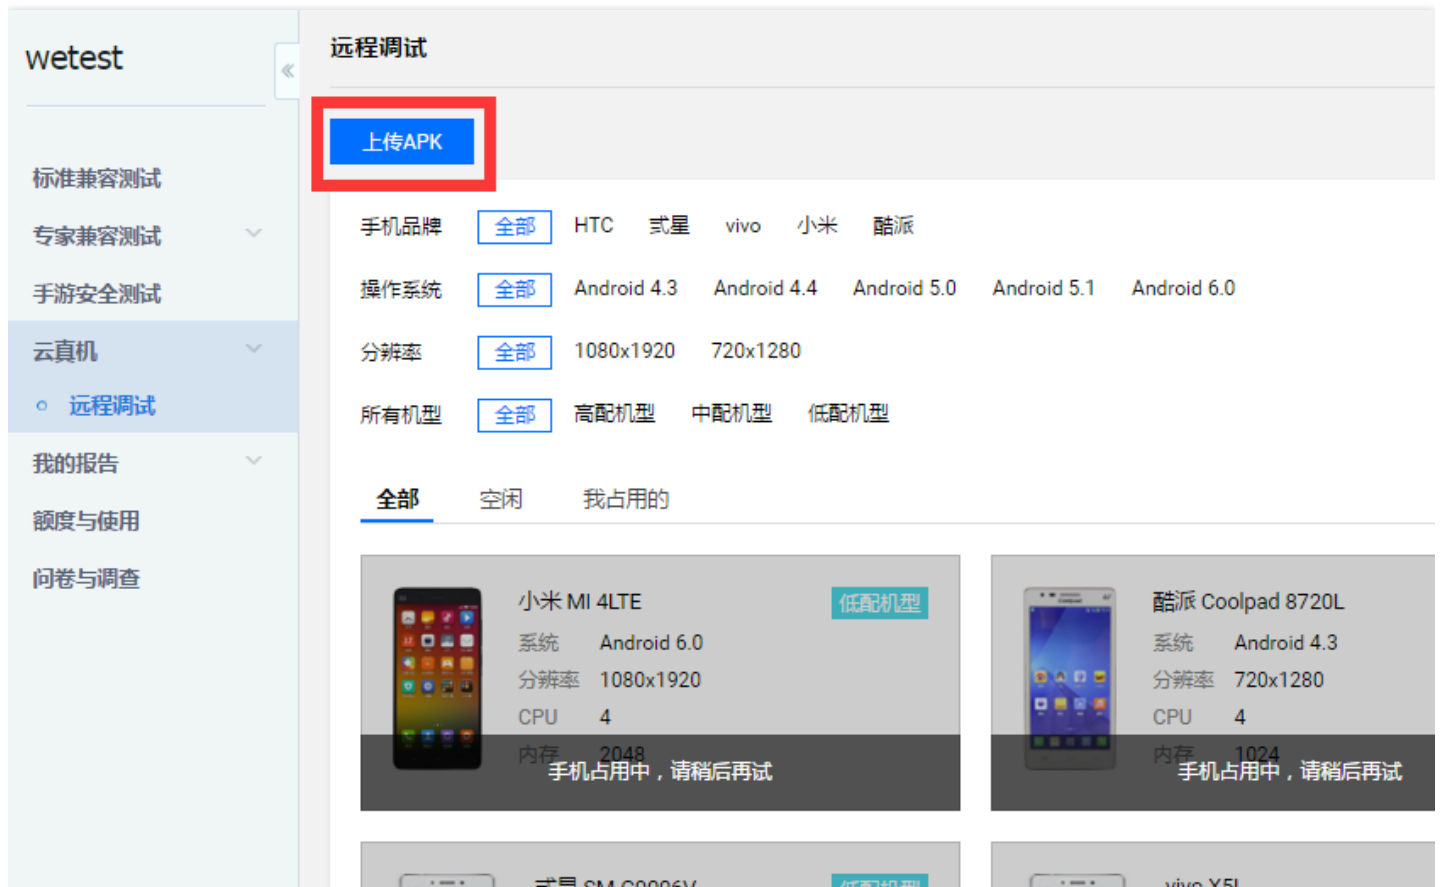 wetest
«
远程调试
上传APK
标准兼容测试
专家兼容测试
手游安全测试
云真机
远程调试
我的报告
额度与使用
问卷与调查
手机品牌 全部 HTC 弎星 vivo 小米 酷派
操作系统 全部 Android 4.3 Android 4.4 Android 5.0 Android 5.1 Android 6.0
分辨率 全部 1080x1920 720x1280
所有机型 全部 高配机型 中配机型 低配机型
全部 空闲 我占用的
小米 MI 4LTE 低配机型
系统 Android 6.0
分辨率 1080x1920
CPU 4
内存 2048
手机占用中，请稍后再试
酷派 Coolpad 8720L
系统 Android 4.3
分辨率 720x1280
CPU 4
内存 1024
手机占用中，请稍后再试
低配机型
vivo X5L